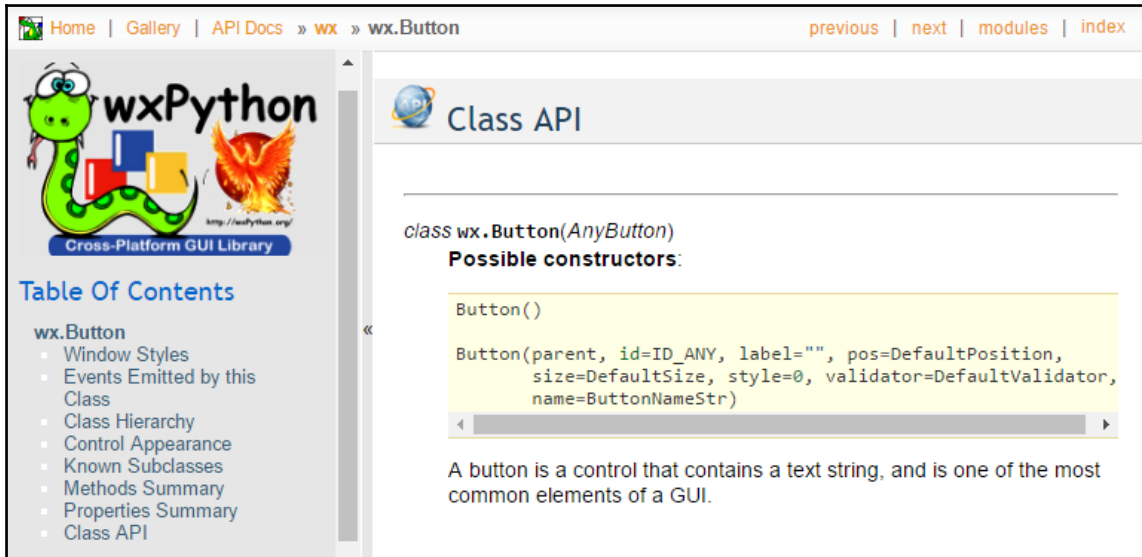 Home | Gallery | API Docs » wx » wx.Button previous | next | modules | index
wxPython
http://wxPython.org/
Cross-Platform GUI Library
Table Of Contents
wx.Button
Window Styles
Events Emitted by this
Class
Class Hierarchy
Control Appearance
Known Subclasses
Methods Summary
Properties Summary
Class API
«
API
Class API
class wx.Button(AnyButton)
Possible constructors:
Button()
Button(parent, id=ID_ANY, label="", pos=DefaultPosition,
size=DefaultSize, style=0, validator=DefaultValidator,
name=ButtonNameStr)
A button is a control that contains a text string, and is one of the most
common elements of a GUI.